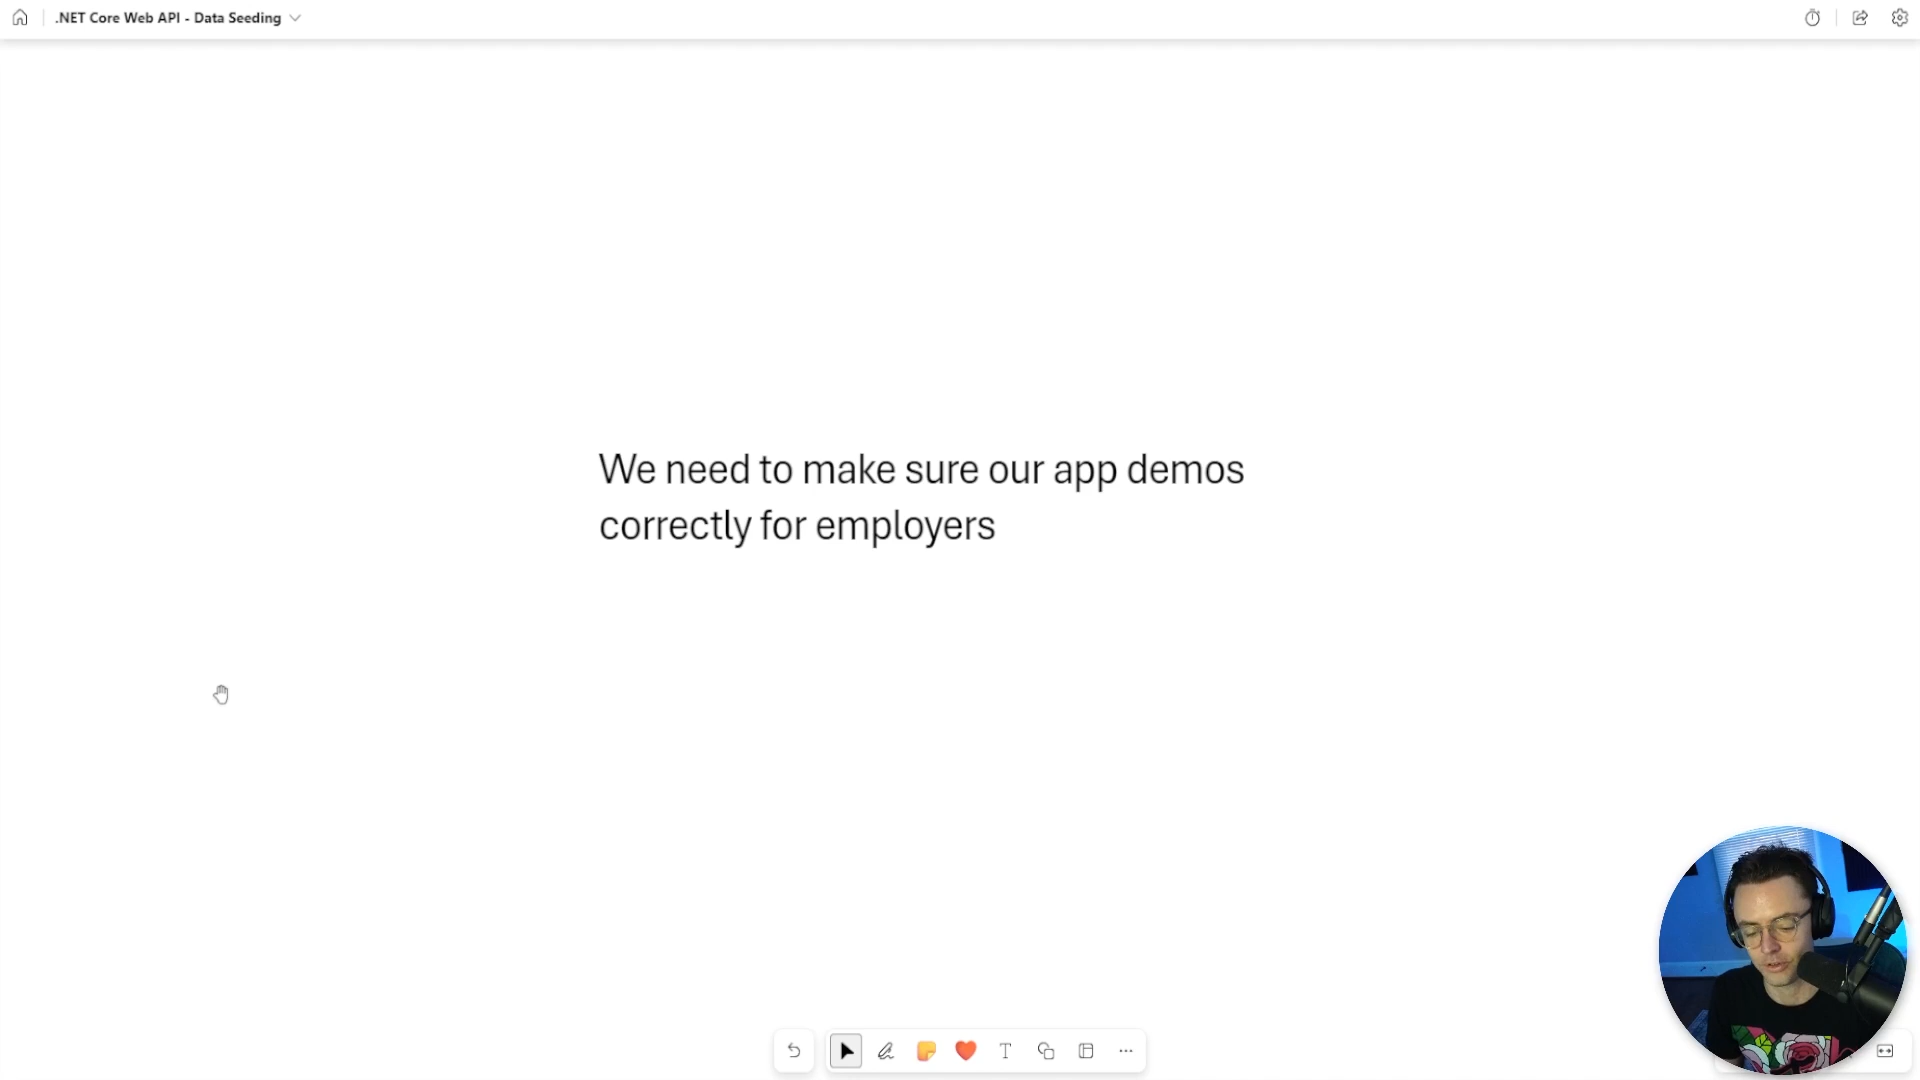 .NET Core Web API - Data Seeding
We need to make sure our app demos
correctly for employers